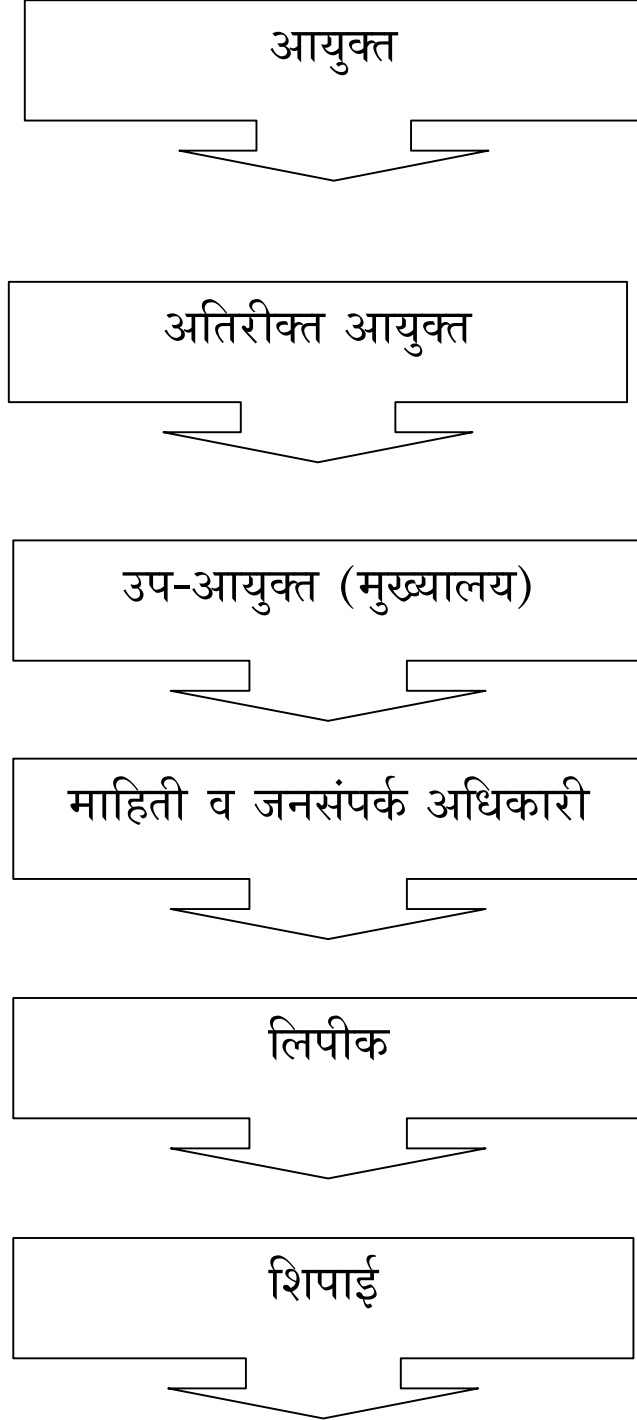 आयुक्त
अतिरीक्त आयुक्त
उप-आयुक्त (मुख्यालय)
माहिती व जनसंपर्क अधिकारी
लिपीक
शिपाई